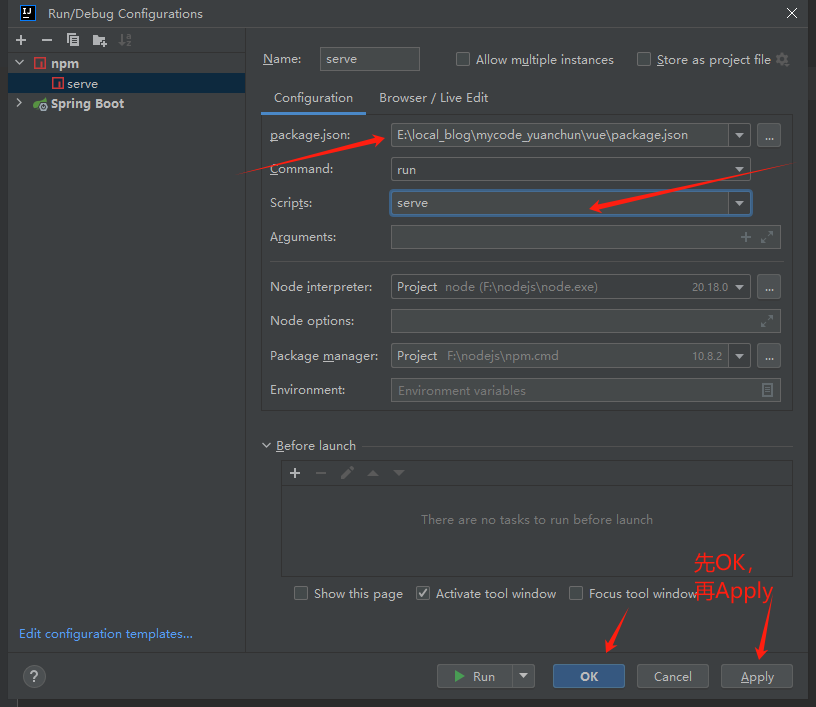 IJ Run/Debug Configurations
npm
serve
Spring Boot
Edit configuration templates...
Name: serve Allow multiple instances Store as project file
Configuration Browser / Live Edit
package.json: E:\local_blog\mycode_yuanchun\vue\package.json ...
Command: run
Scripts: serve
Arguments:
Node interpreter: Project node (F:\nodejs\node.exe) 20.18.0 ...
Node options:
Package manager: Project F:\nodejs\npm.cmd 10.8.2 ...
Environment: Environment variables
Before launch
There are no tasks to run before launch
先OK，
再Apply
Show this page Activate tool window Focus tool window
? Run OK Cancel Apply